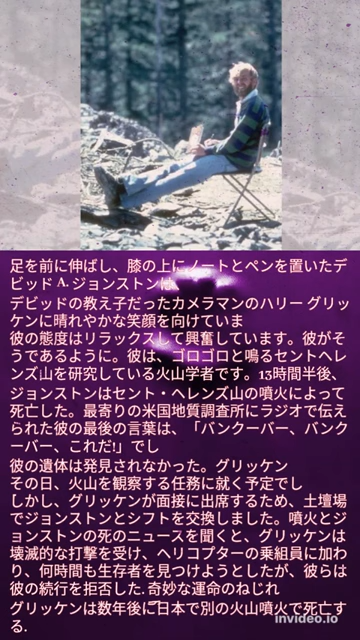 足を前に伸ばし、膝の上にノートとペンを置いたデ
ビッド A. ジョンストンは、
デビッドの教え子だったカメラマンのハリー グリッ
ケンに晴れやかな笑顔を向けていま
彼の態度はリラックスして興奮しています。彼がそ
うであるように。彼は、ゴロゴロと鳴るセントヘレ
ンズ山を研究している火山学者です。13時間半後、
ジョンストンはセント・ヘレンズ山の噴火によって
死亡した。最寄りの米国地質調査所にラジオで伝え
られた彼の最後の言葉は、「バンクーバー、バンク
ーバー、これだ!」でし
彼の遺体は発見されなかった。グリッケン
その日、火山を観察する任務に就く予定でし
しかし、グリッケンが面接に出席するため、土壇場
でジョンストンとシフトを交換しました。噴火とジ
ョンストンの死のニュースを聞くと、グリッケンは
壊滅的な打撃を受け、ヘリコプターの乗組員に加わ
り、何時間も生存者を見つけようとしたが、彼らは
彼の続行を拒否した. 奇妙な運命のねじれ
グリッケンは数年後に日本で別の火山噴火で死亡す
る.
invideo.io